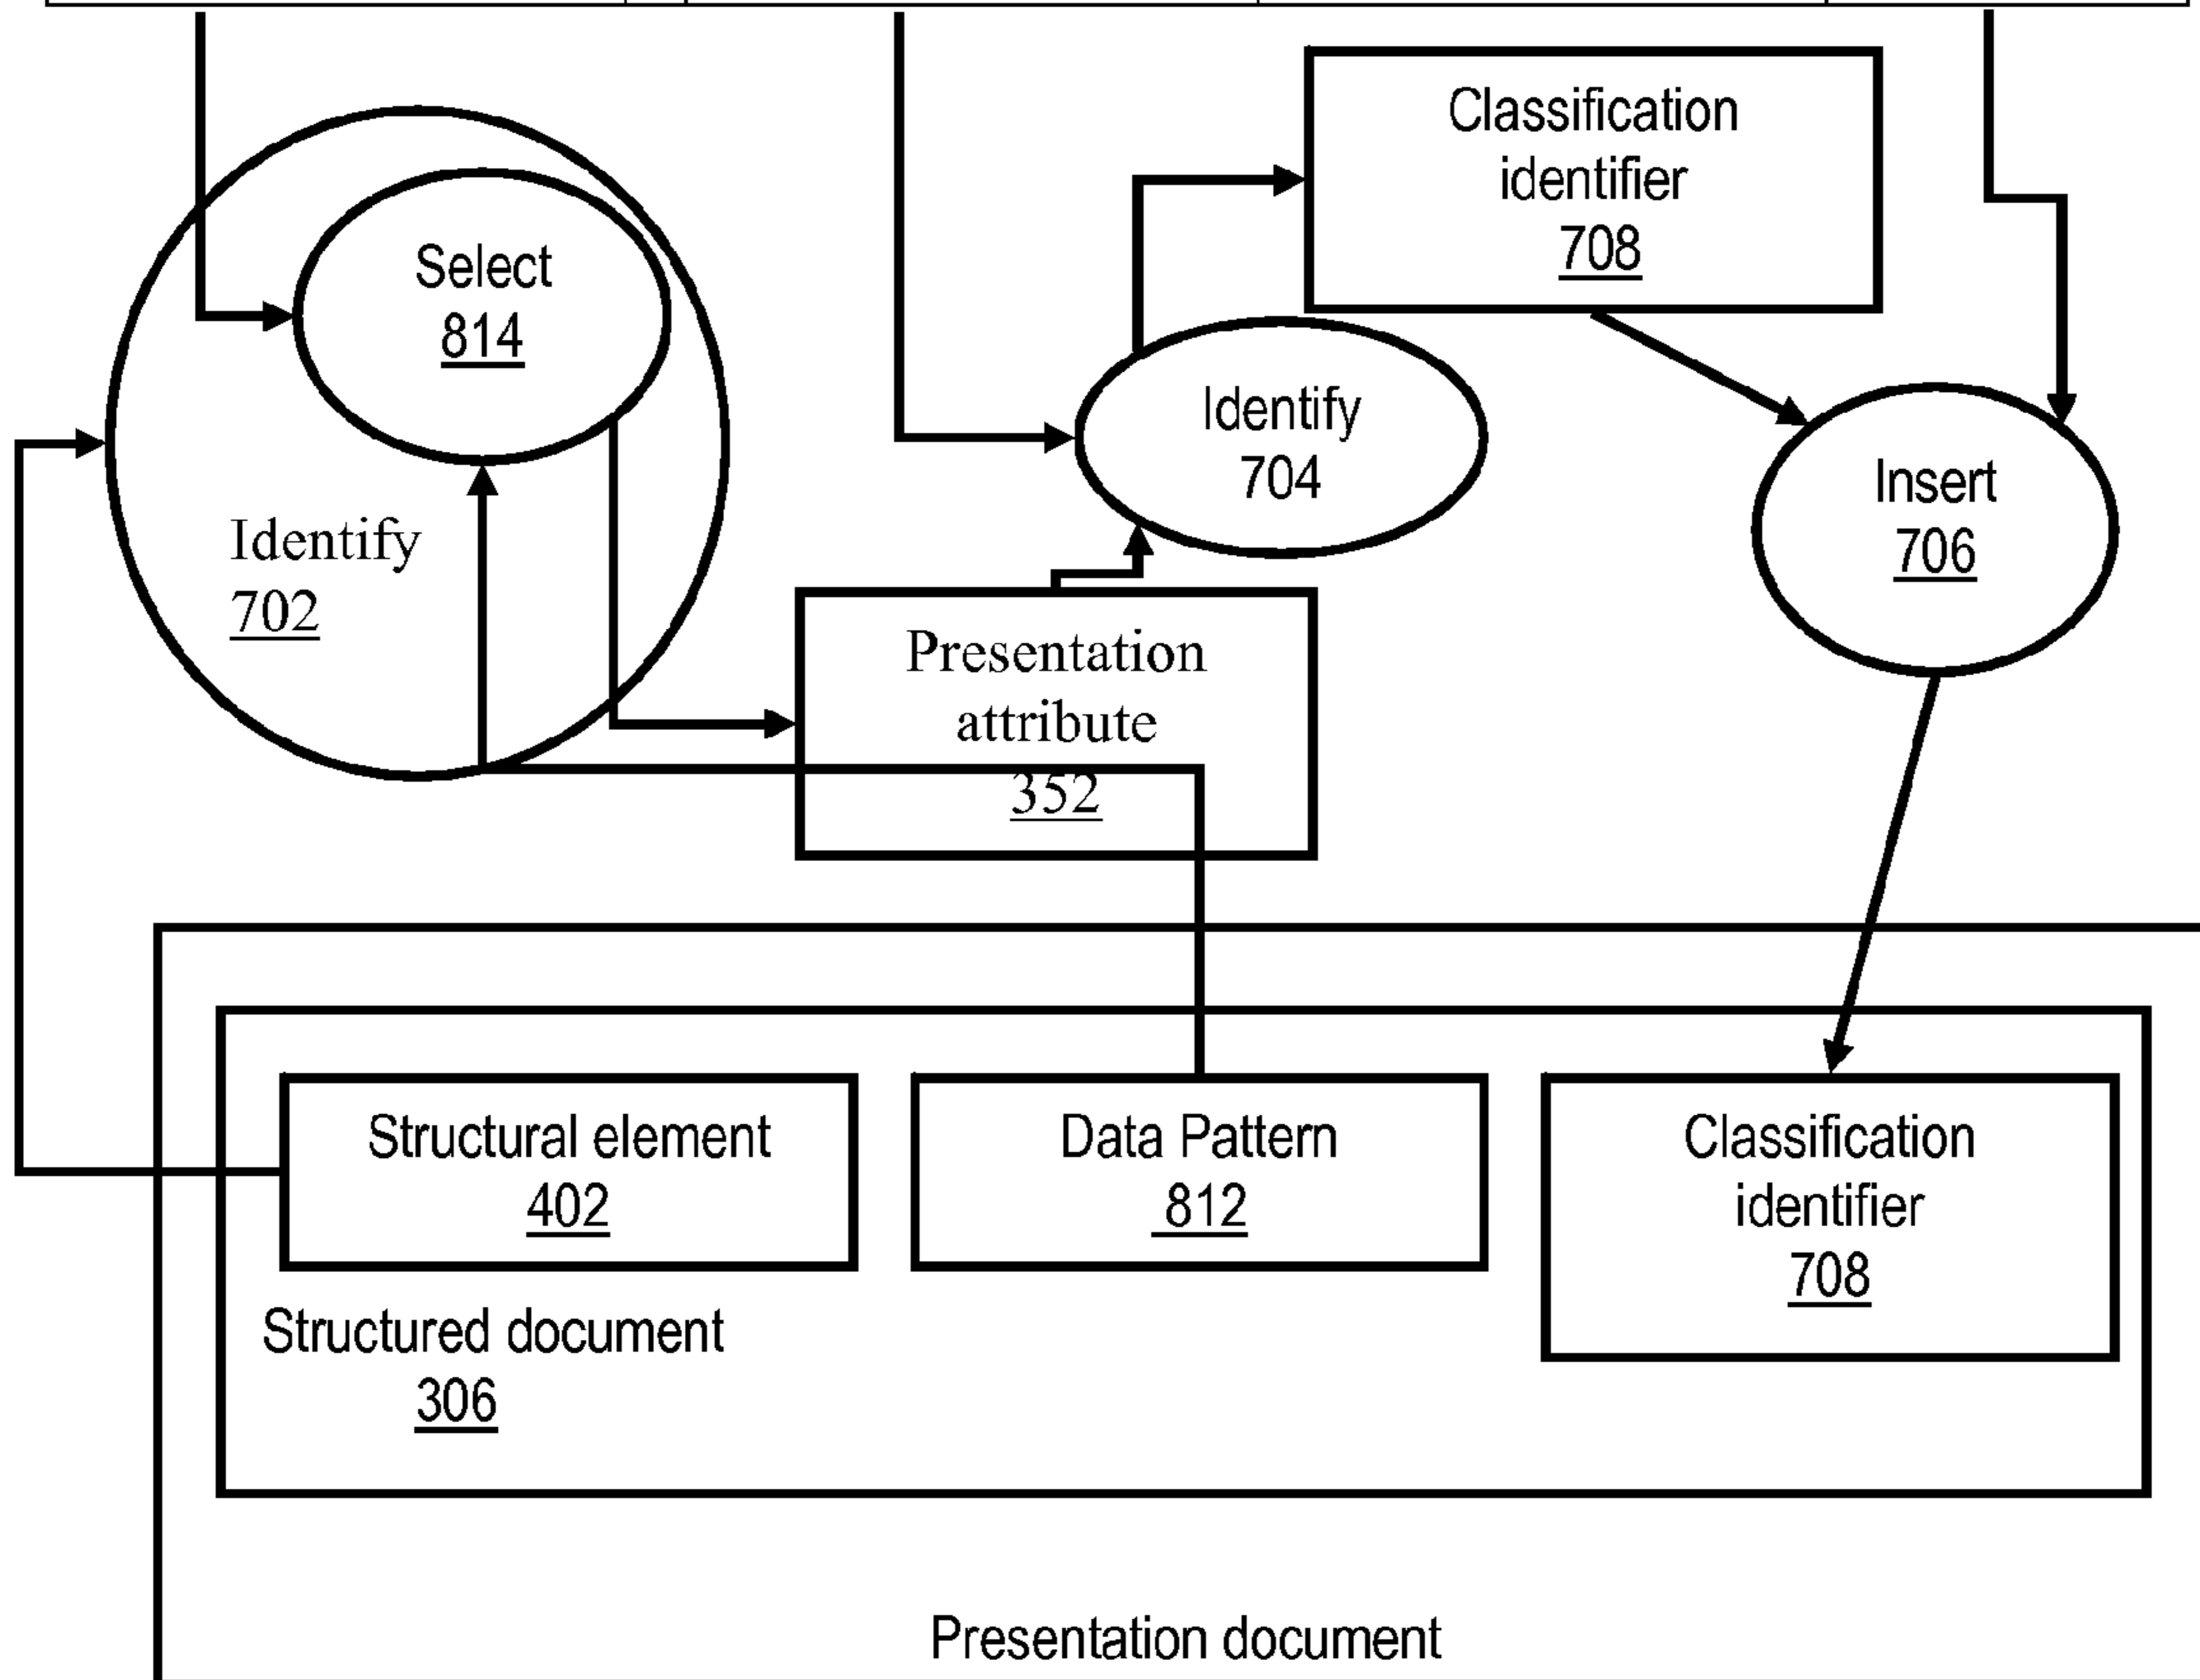 Classification
identifier
708
Select
814
Identify
704
Insert
706
Identify
702
Presentation
attribute
352
Structural element
402
Data Pattern
812
Classification
identifier
708
Structured document
306
Presentation document